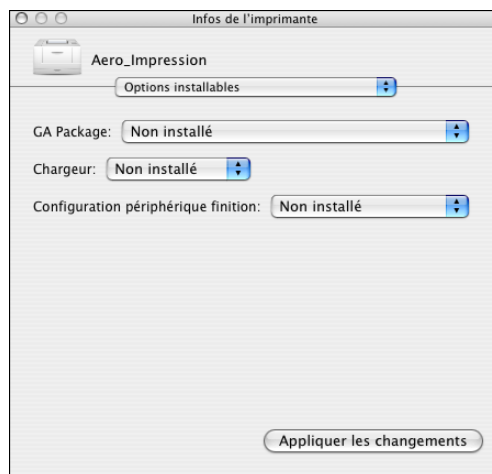 Infos de l'imprimante
Aero_Impression
Options installables
GA Package: Non installé
Chargeur: Non installé
Configuration périphérique finition: Non installé
Appliquer les changements